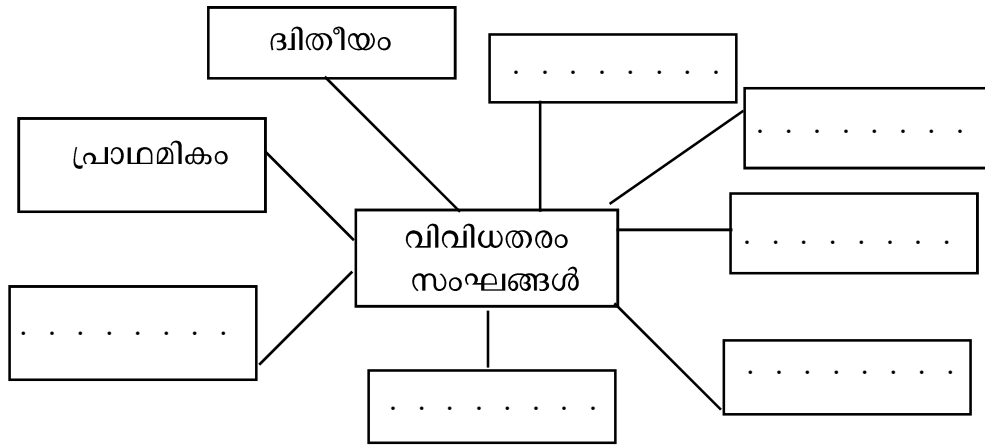 ദ്വിതീയം
. . . . . . . .
. . . . . . . .
പ്രാഥമികം
. . . . . . . .
വിവിധതരം
സംഘങ്ങൾ
. . . . . . . .
. . . . . . . .
. . . . . . . .